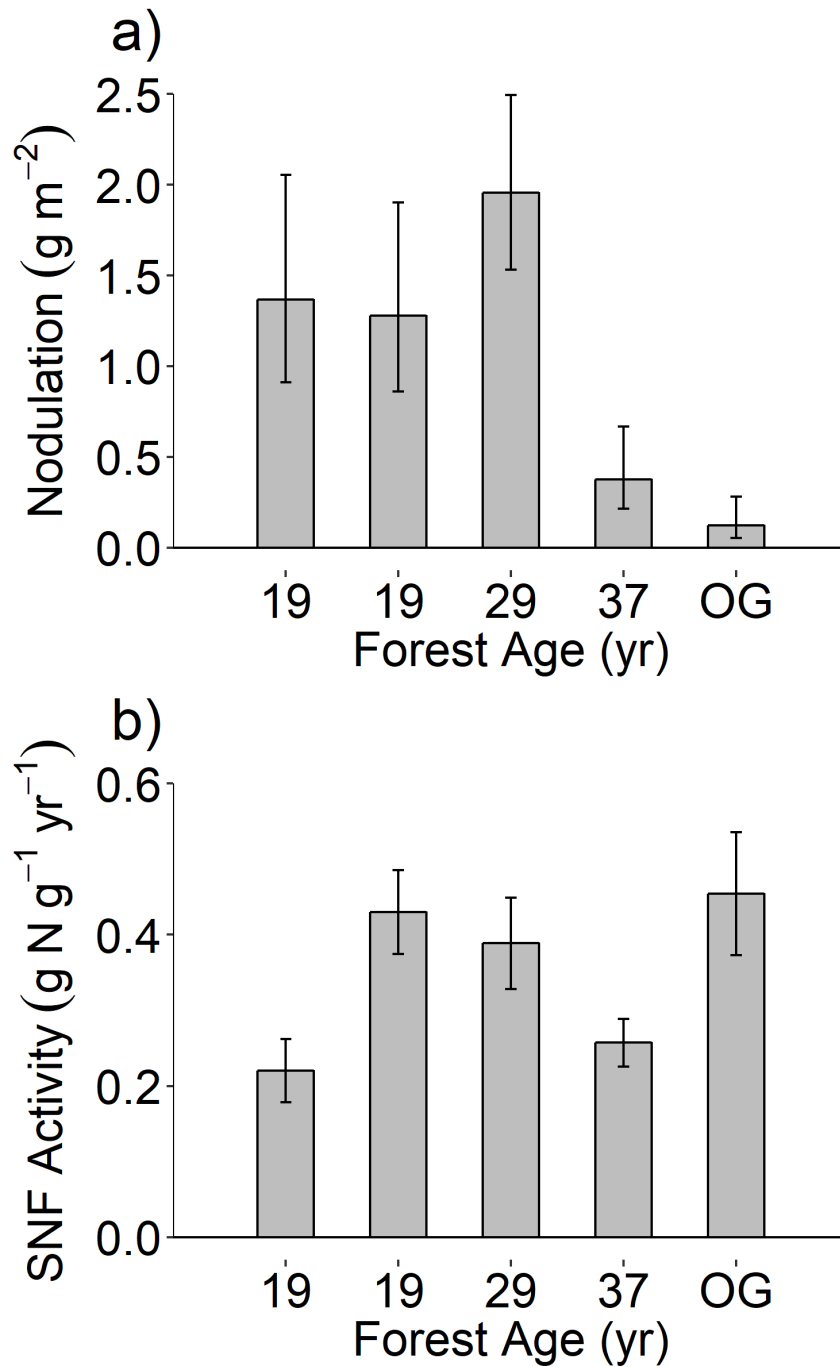 a)
Nodulation (g m⁻²)
2.5
2.0
1.5
1.0
0.5
0.0
19 19 29 37 OG
Forest Age (yr)
b)
SNF Activity (g N g⁻¹ yr⁻¹)
0.6
0.4
0.2
0.0
19 19 29 37 OG
Forest Age (yr)